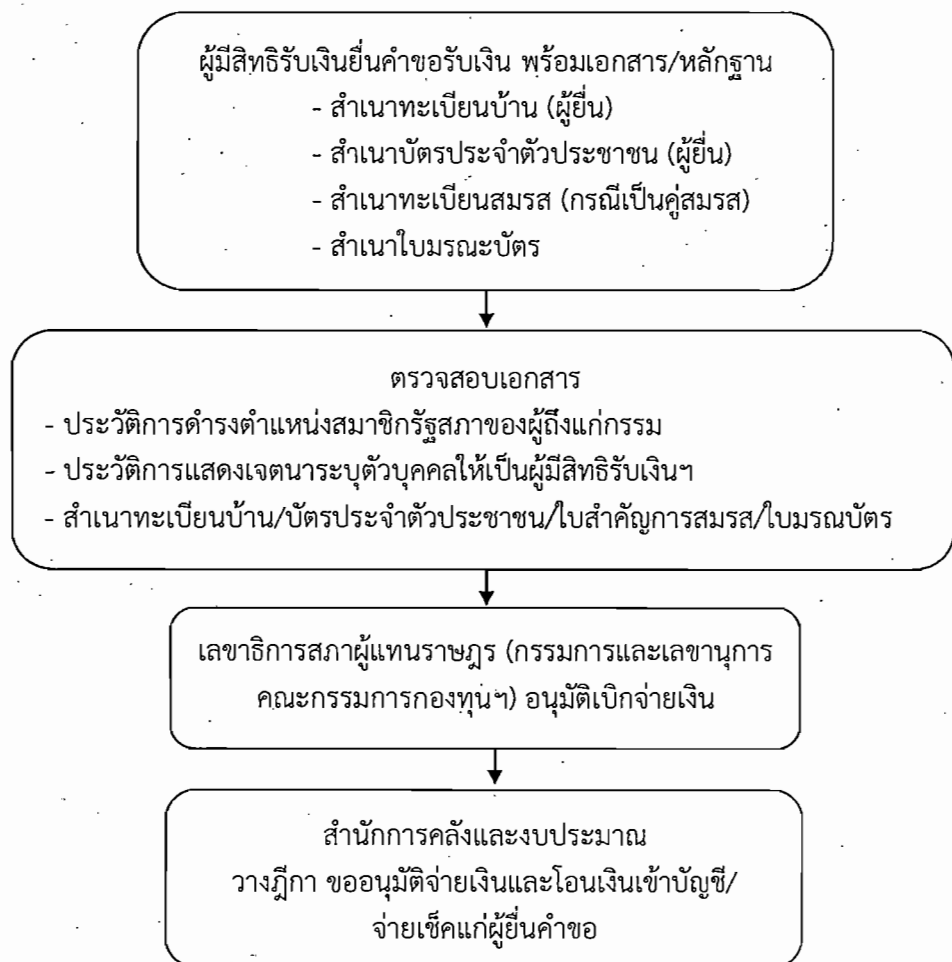 ผู้มีสิทธิรับเงินยื่นคำขอรับเงิน พร้อมเอกสาร/หลักฐาน
- สำเนาทะเบียนบ้าน (ผู้ยื่น)
- สำเนาบัตรประจำตัวประชาชน (ผู้ยื่น)
- สำเนาทะเบียนสมรส (กรณีเป็นคู่สมรส)
- สำเนาใบมรณะบัตร
ตรวจสอบเอกสาร
- ประวัติการดำรงตำแหน่งสมาชิกรัฐสภาของผู้ถึงแก่กรรม
- ประวัติการแสดงเจตนาระบุตัวบุคคลให้เป็นผู้มีสิทธิรับเงินฯ
- สำเนาทะเบียนบ้าน/บัตรประจำตัวประชาชน/ใบสำคัญการสมรส/ใบมรณบัตร
เลขาธิการสภาผู้แทนราษฎร (กรรมการและเลขานุการ
คณะกรรมการกองทุนฯ) อนุมัติเบิกจ่ายเงิน
สำนักการคลังและงบประมาณ
วางฎีกา ขออนุมัติจ่ายเงินและโอนเงินเข้าบัญชี/
จ่ายเช็คแก่ผู้ยื่นคำขอ